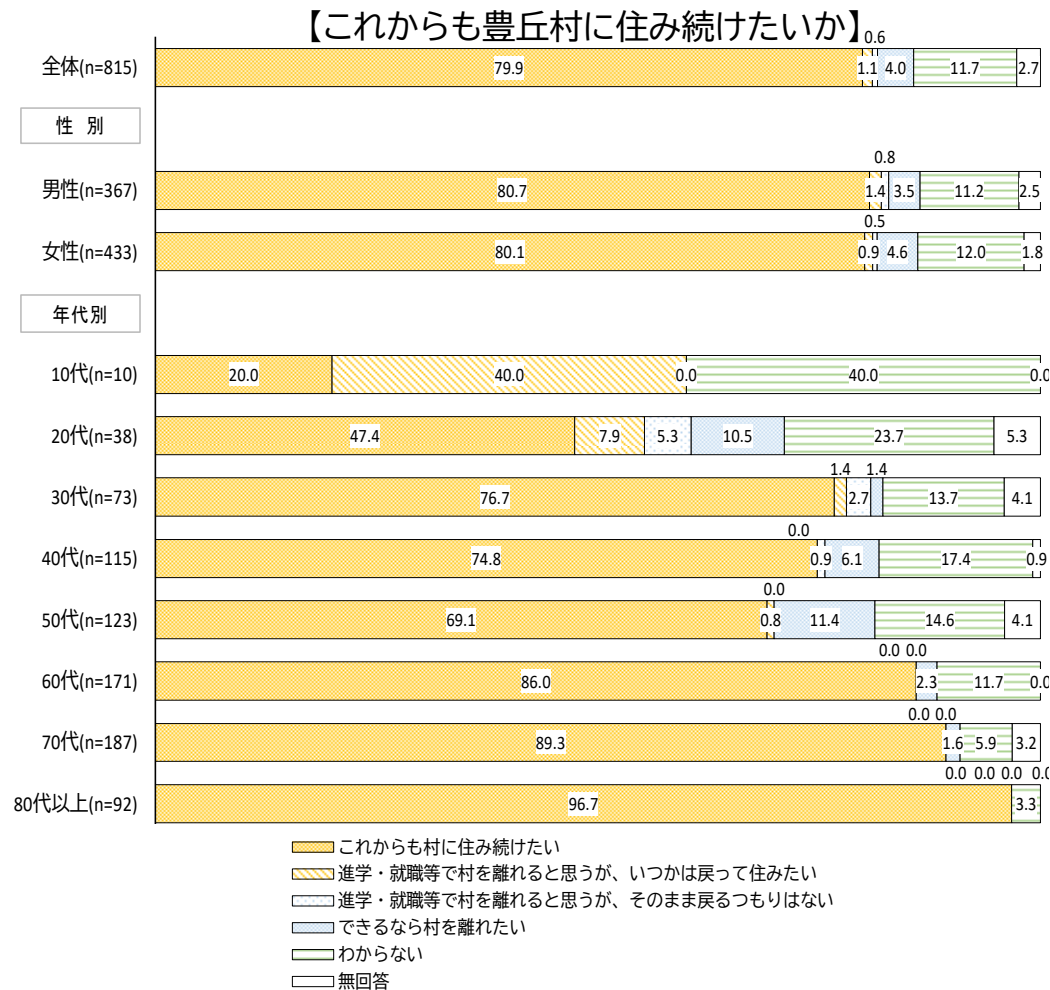 【これからも豊丘村に住み続けたいか】
0.6
全体(n=815) 79.9 1.1 4.0 11.7 2.7
性 別
0.8
男性(n=367) 80.7 1.4 3.5 11.2 2.5
0.5
女性(n=433) 80.1 0.9 4.6 12.0 1.8
年代別
10代(n=10) 20.0 40.0 0.0 40.0 0.0
20代(n=38) 47.4 7.9 5.3 10.5 23.7 5.3
1.4 1.4
30代(n=73) 76.7 2.7 13.7 4.1
0.0
40代(n=115) 74.8 0.9 6.1 17.4 0.9
0.0
50代(n=123) 69.1 0.8 11.4 14.6 4.1
0.0 0.0
60代(n=171) 86.0 2.3 11.7 0.0
0.0 0.0
70代(n=187) 89.3 1.6 5.9 3.2
0.0 0.0 0.0 0.0
80代以上(n=92) 96.7 3.3
これからも村に住み続けたい
進学・就職等で村を離れると思うが、いつかは戻って住みたい
進学・就職等で村を離れると思うが、そのまま戻るつもりはない
できるなら村を離れたい
わからない
無回答